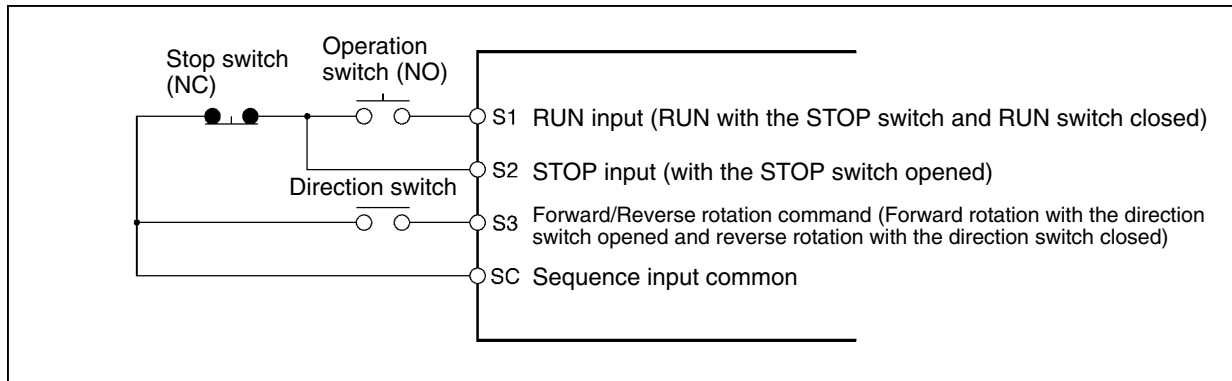 Stop switch
(NC)
Operation
switch (NO)
S1 RUN input (RUN with the STOP switch and RUN switch closed)
S2 STOP input (with the STOP switch opened)
Direction switch
S3 Forward/Reverse rotation command (Forward rotation with the direction
switch opened and reverse rotation with the direction switch closed)
SC Sequence input common